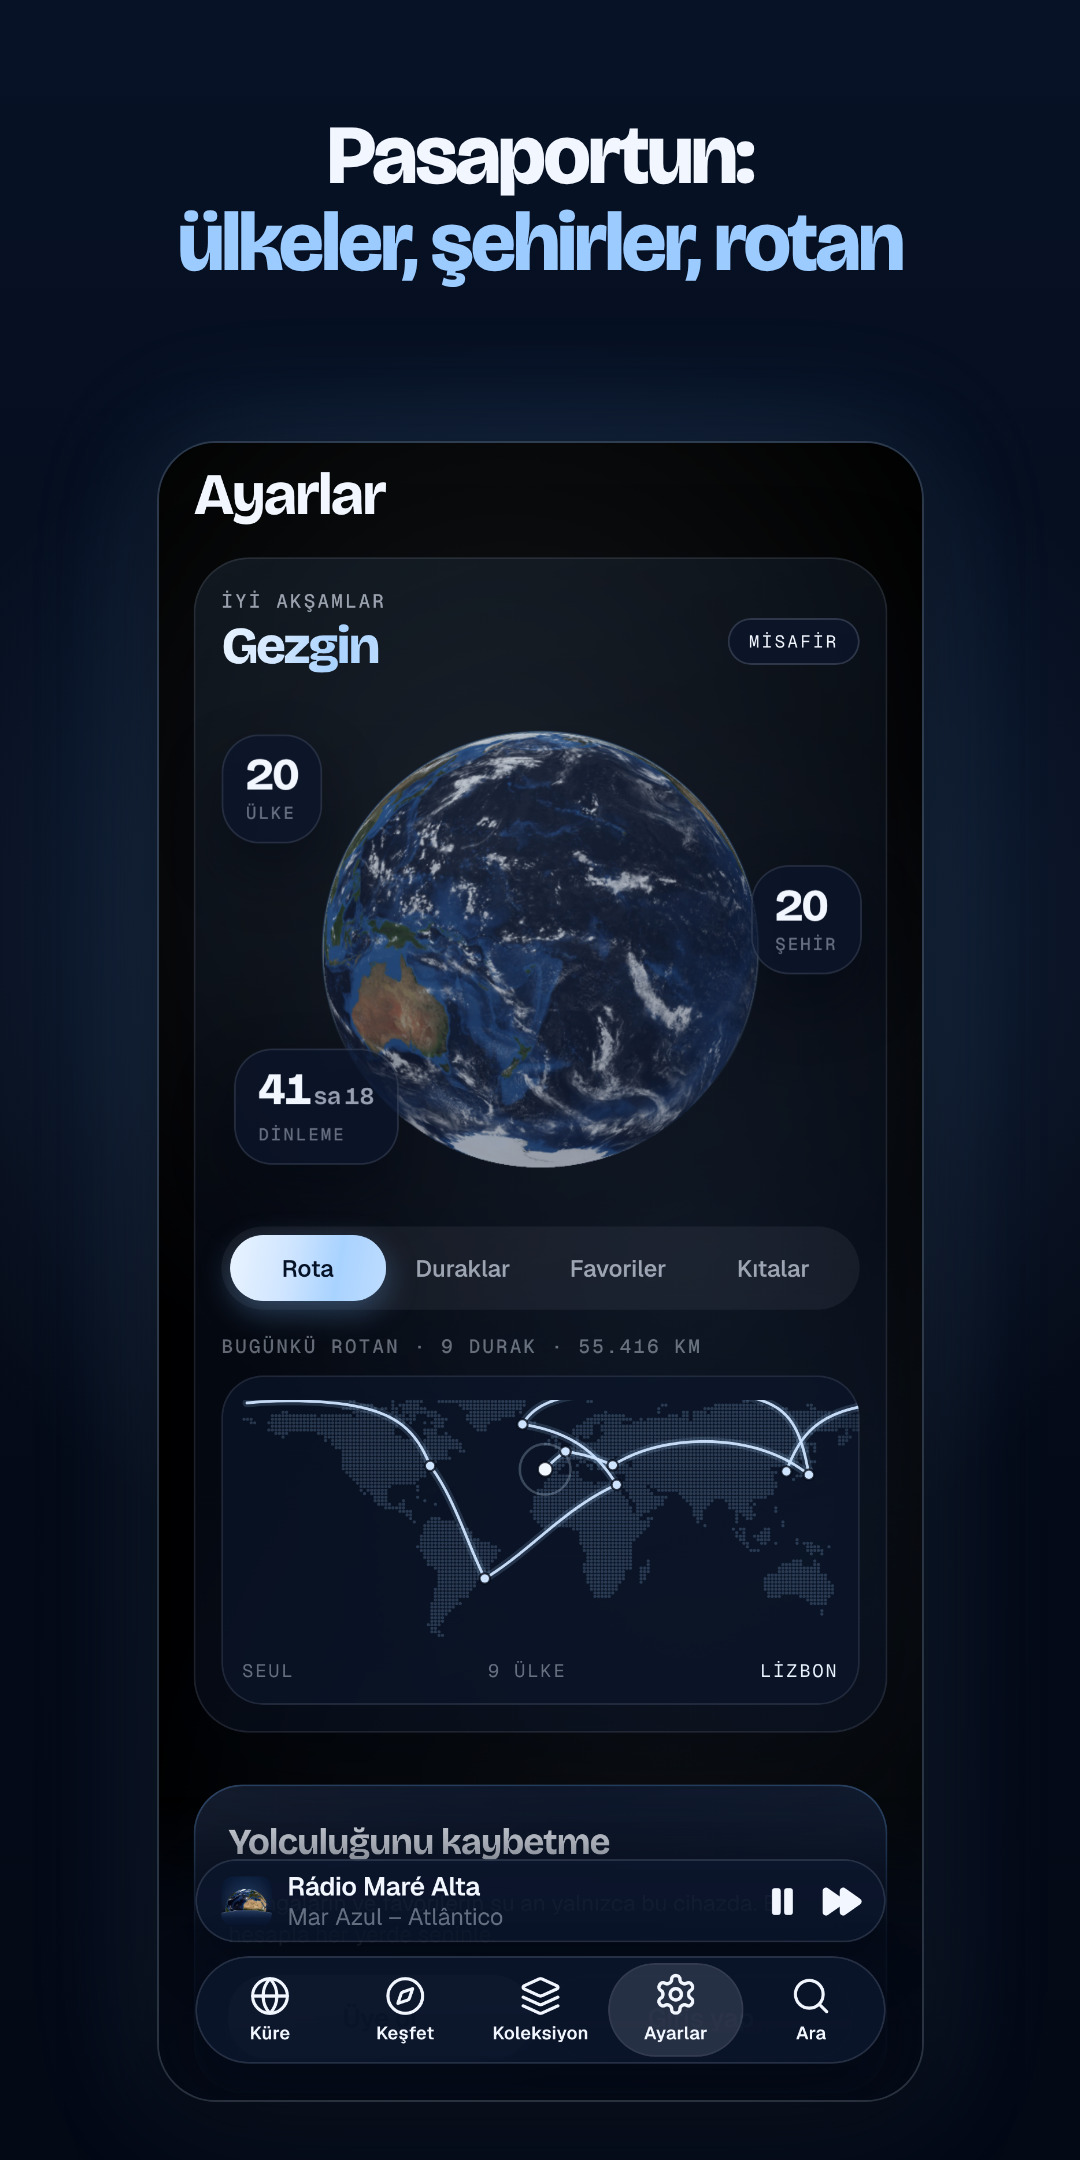 Pasaportun:
ülkeler, şehirler, rotan
Ayarlar
İYİ AKŞAMLAR
Gezgin
MİSAFİR
20
ÜLKE
20
ŞEHİR
41 sa 18
DİNLEME
Rota
Duraklar
Favoriler
Kıtalar
BUGÜNKÜ ROTAN · 9 DURAK · 55.416 KM
SEUL
9 ÜLKE
LİZBON
Yolculuğunu kaybetme
Rádio Maré Alta
Mar Azul – Atlântico
Küre
Keşfet
Koleksiyon
Ayarlar
Ara